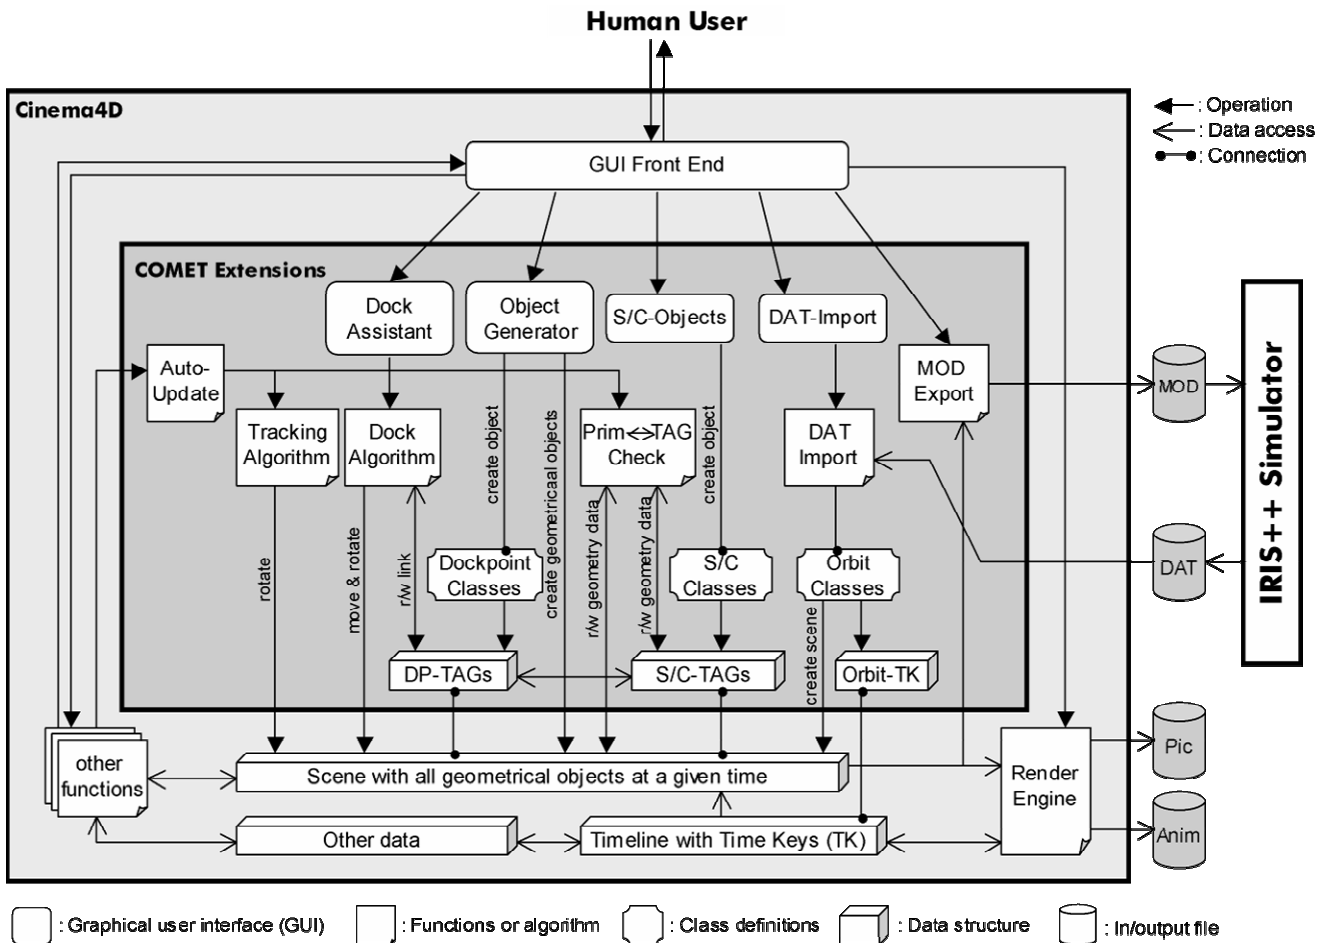 Human User
Cinema4D
: Operation
: Data access
: Connection
GUI Front End
COMET Extensions
Dock
Assistant
Object
Generator
S/C-Objects
DAT-Import
Auto-
Update
MOD
Export
MOD
Tracking
Algorithm
Dock
Algorithm
create object
create geometricaal objects
Prim<->TAG
Check
create object
DAT
Import
IRIS++ Simulator
rotate
move & rotate
r/w link
Dockpoint
Classes
r/w geometry data
r/w geometry data
S/C
Classes
Orbit
Classes
DAT
create scene
DP-TAGs
S/C-TAGs
Orbit-TK
other
functions
Scene with all geometrical objects at a given time
Render
Engine
Pic
Other data
Timeline with Time Keys (TK)
Anim
: Graphical user interface (GUI)
: Functions or algorithm
: Class definitions
: Data structure
: In/output file